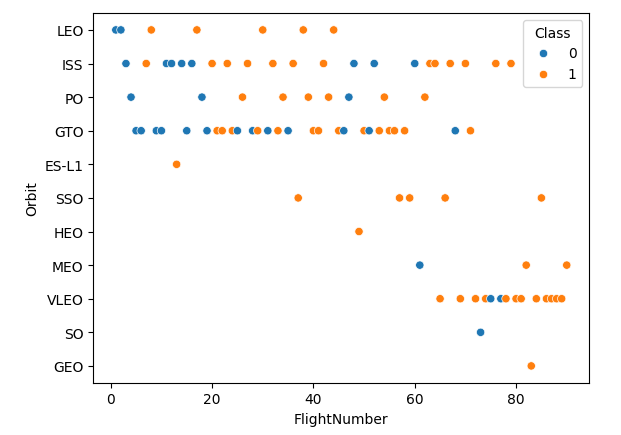 LEO
ISS
PO
GTO
ES-L1
SSO
HEO
MEO
VLEO
SO
GEO
Orbit
0 20 40 60 80
FlightNumber
Class
0
1